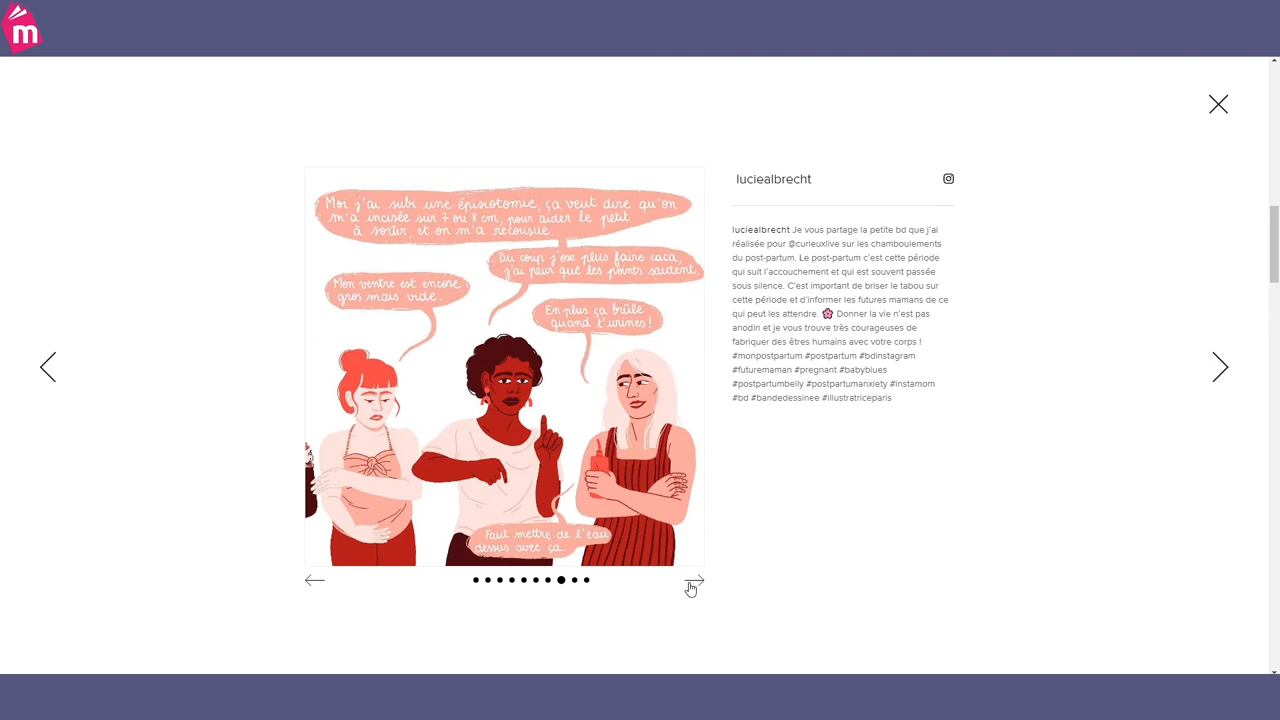 m
Moi j'ai subi une épisiotomie, ça veut dire qu'on
m'a incisée sur 7 ou 8 cm, pour aider le petit
à sortir, et on m'a recousue.
Du coup j'ose plus faire caca,
j'ai peur que les points sautent.
Mon ventre est encore
gros mais vide.
En plus ça brûle
quand t'urines!
Faut mettre de l'eau
dessus avec ça.
luciealbrecht
luciealbrecht Je vous partage la petite bd que j'ai
réalisée pour @curieuxlive sur les chamboulements
du post-partum. Le post-partum c'est cette période
qui suit l'accouchement et qui est souvent passée
sous silence. C'est important de briser le tabou sur
cette période et d'informer les futures mamans de ce
qui peut les attendre. 🌸 Donner la vie n'est pas
anodin et je vous trouve très courageuses de
fabriquer des êtres humains avec votre corps !
#monpostpartum #postpartum #bdinstagram
#futuremaman #pregnant #babyblues
#postpartumbelly #postpartumanxiety #instamom
#bd #bandedessinee #illustratriceparis